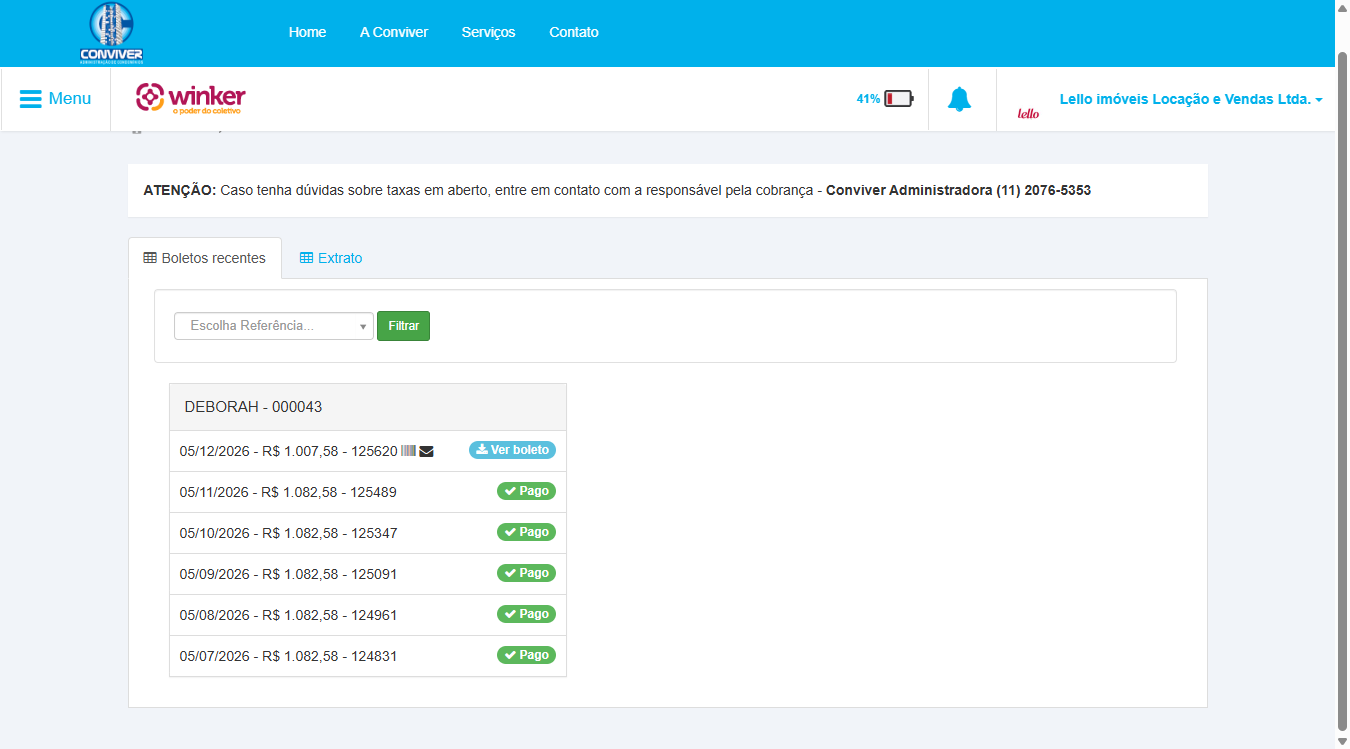 CONVIVER
Home
A Conviver
Serviços
Contato
Menu
winker
o poder do coletivo
41%
lello
Lello imóveis Locação e Vendas Ltda.
ATENÇÃO: Caso tenha dúvidas sobre taxas em aberto, entre em contato com a responsável pela cobrança - Conviver Administradora (11) 2076-5353
Boletos recentes
Extrato
Escolha Referência...
Filtrar
DEBORAH - 000043
05/12/2026 - R$ 1.007,58 - 125620
Ver boleto
05/11/2026 - R$ 1.082,58 - 125489
Pago
05/10/2026 - R$ 1.082,58 - 125347
Pago
05/09/2026 - R$ 1.082,58 - 125091
Pago
05/08/2026 - R$ 1.082,58 - 124961
Pago
05/07/2026 - R$ 1.082,58 - 124831
Pago